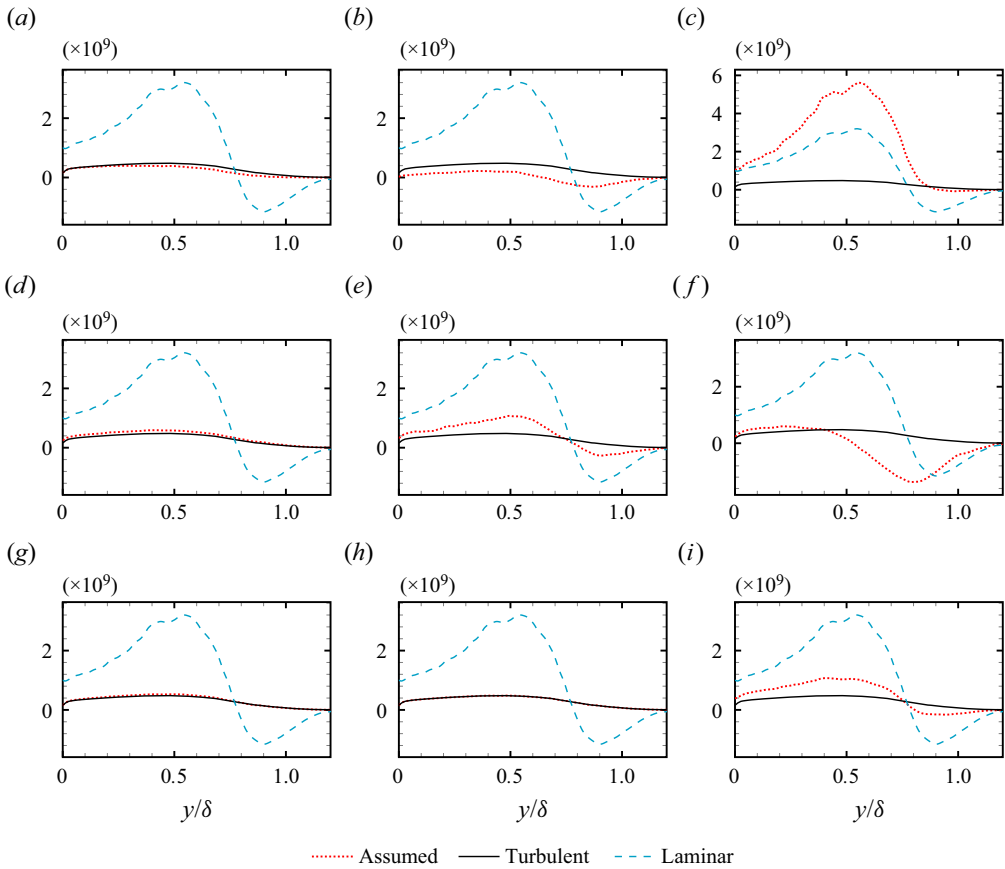 (a) (b) (c)
(×10⁹) (×10⁹) (×10⁹)
2 0 2 0 6 4 2 0
0 0.5 1.0 0 0.5 1.0 0 0.5 1.0
(d) (e) (f)
(×10⁹) (×10⁹) (×10⁹)
2 0 2 0 2 0
0 0.5 1.0 0 0.5 1.0 0 0.5 1.0
(g) (h) (i)
(×10⁹) (×10⁹) (×10⁹)
2 0 2 0 2 0
0 0.5 1.0 0 0.5 1.0 0 0.5 1.0
y/δ y/δ y/δ
Assumed Turbulent Laminar